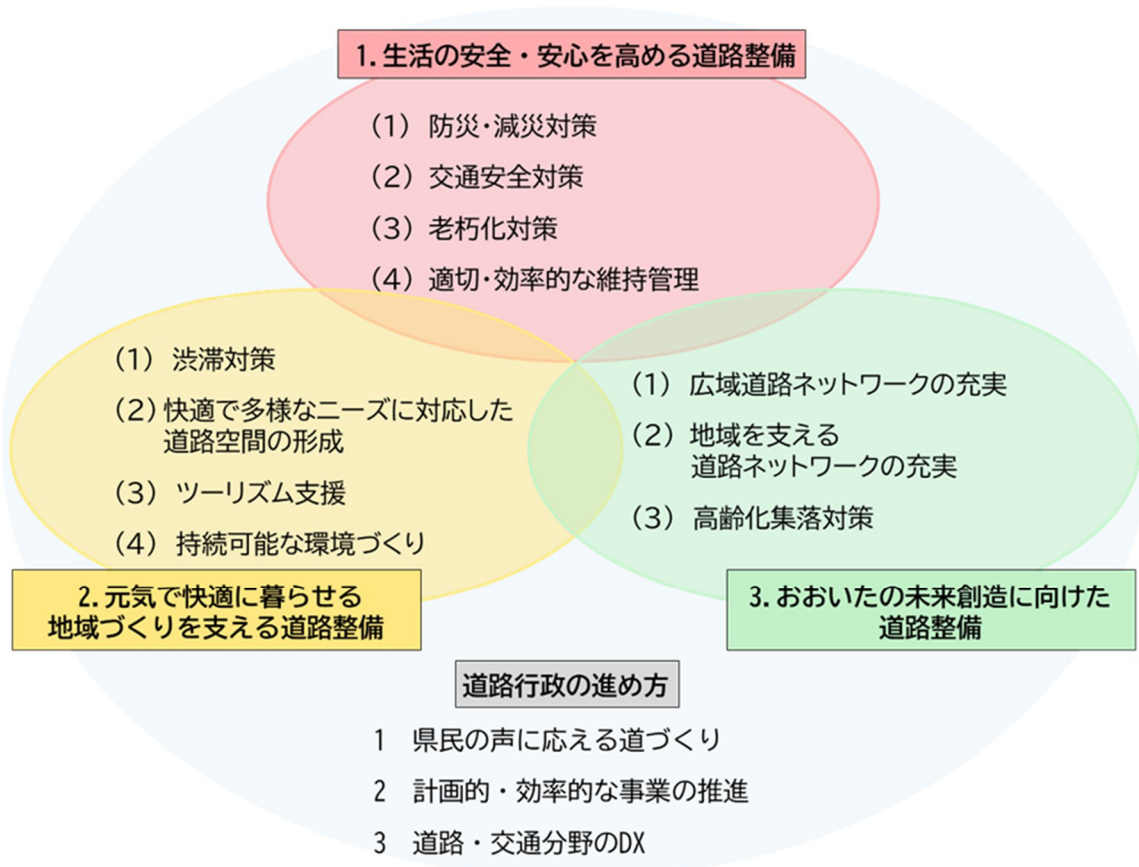 1.生活の安全・安心を高める道路整備
(1) 防災・減災対策
(2) 交通安全対策
(3) 老朽化対策
(4) 適切・効率的な維持管理
(1) 渋滞対策
(2) 快適で多様なニーズに対応した
道路空間の形成
(3) ツーリズム支援
(4) 持続可能な環境づくり
2.元気で快適に暮らせる
地域づくりを支える道路整備
(1) 広域道路ネットワークの充実
(2) 地域を支える
道路ネットワークの充実
(3) 高齢化集落対策
3.おおいたの未来創造に向けた
道路整備
道路行政の進め方
1 県民の声に応える道づくり
2 計画的・効率的な事業の推進
3 道路・交通分野のDX